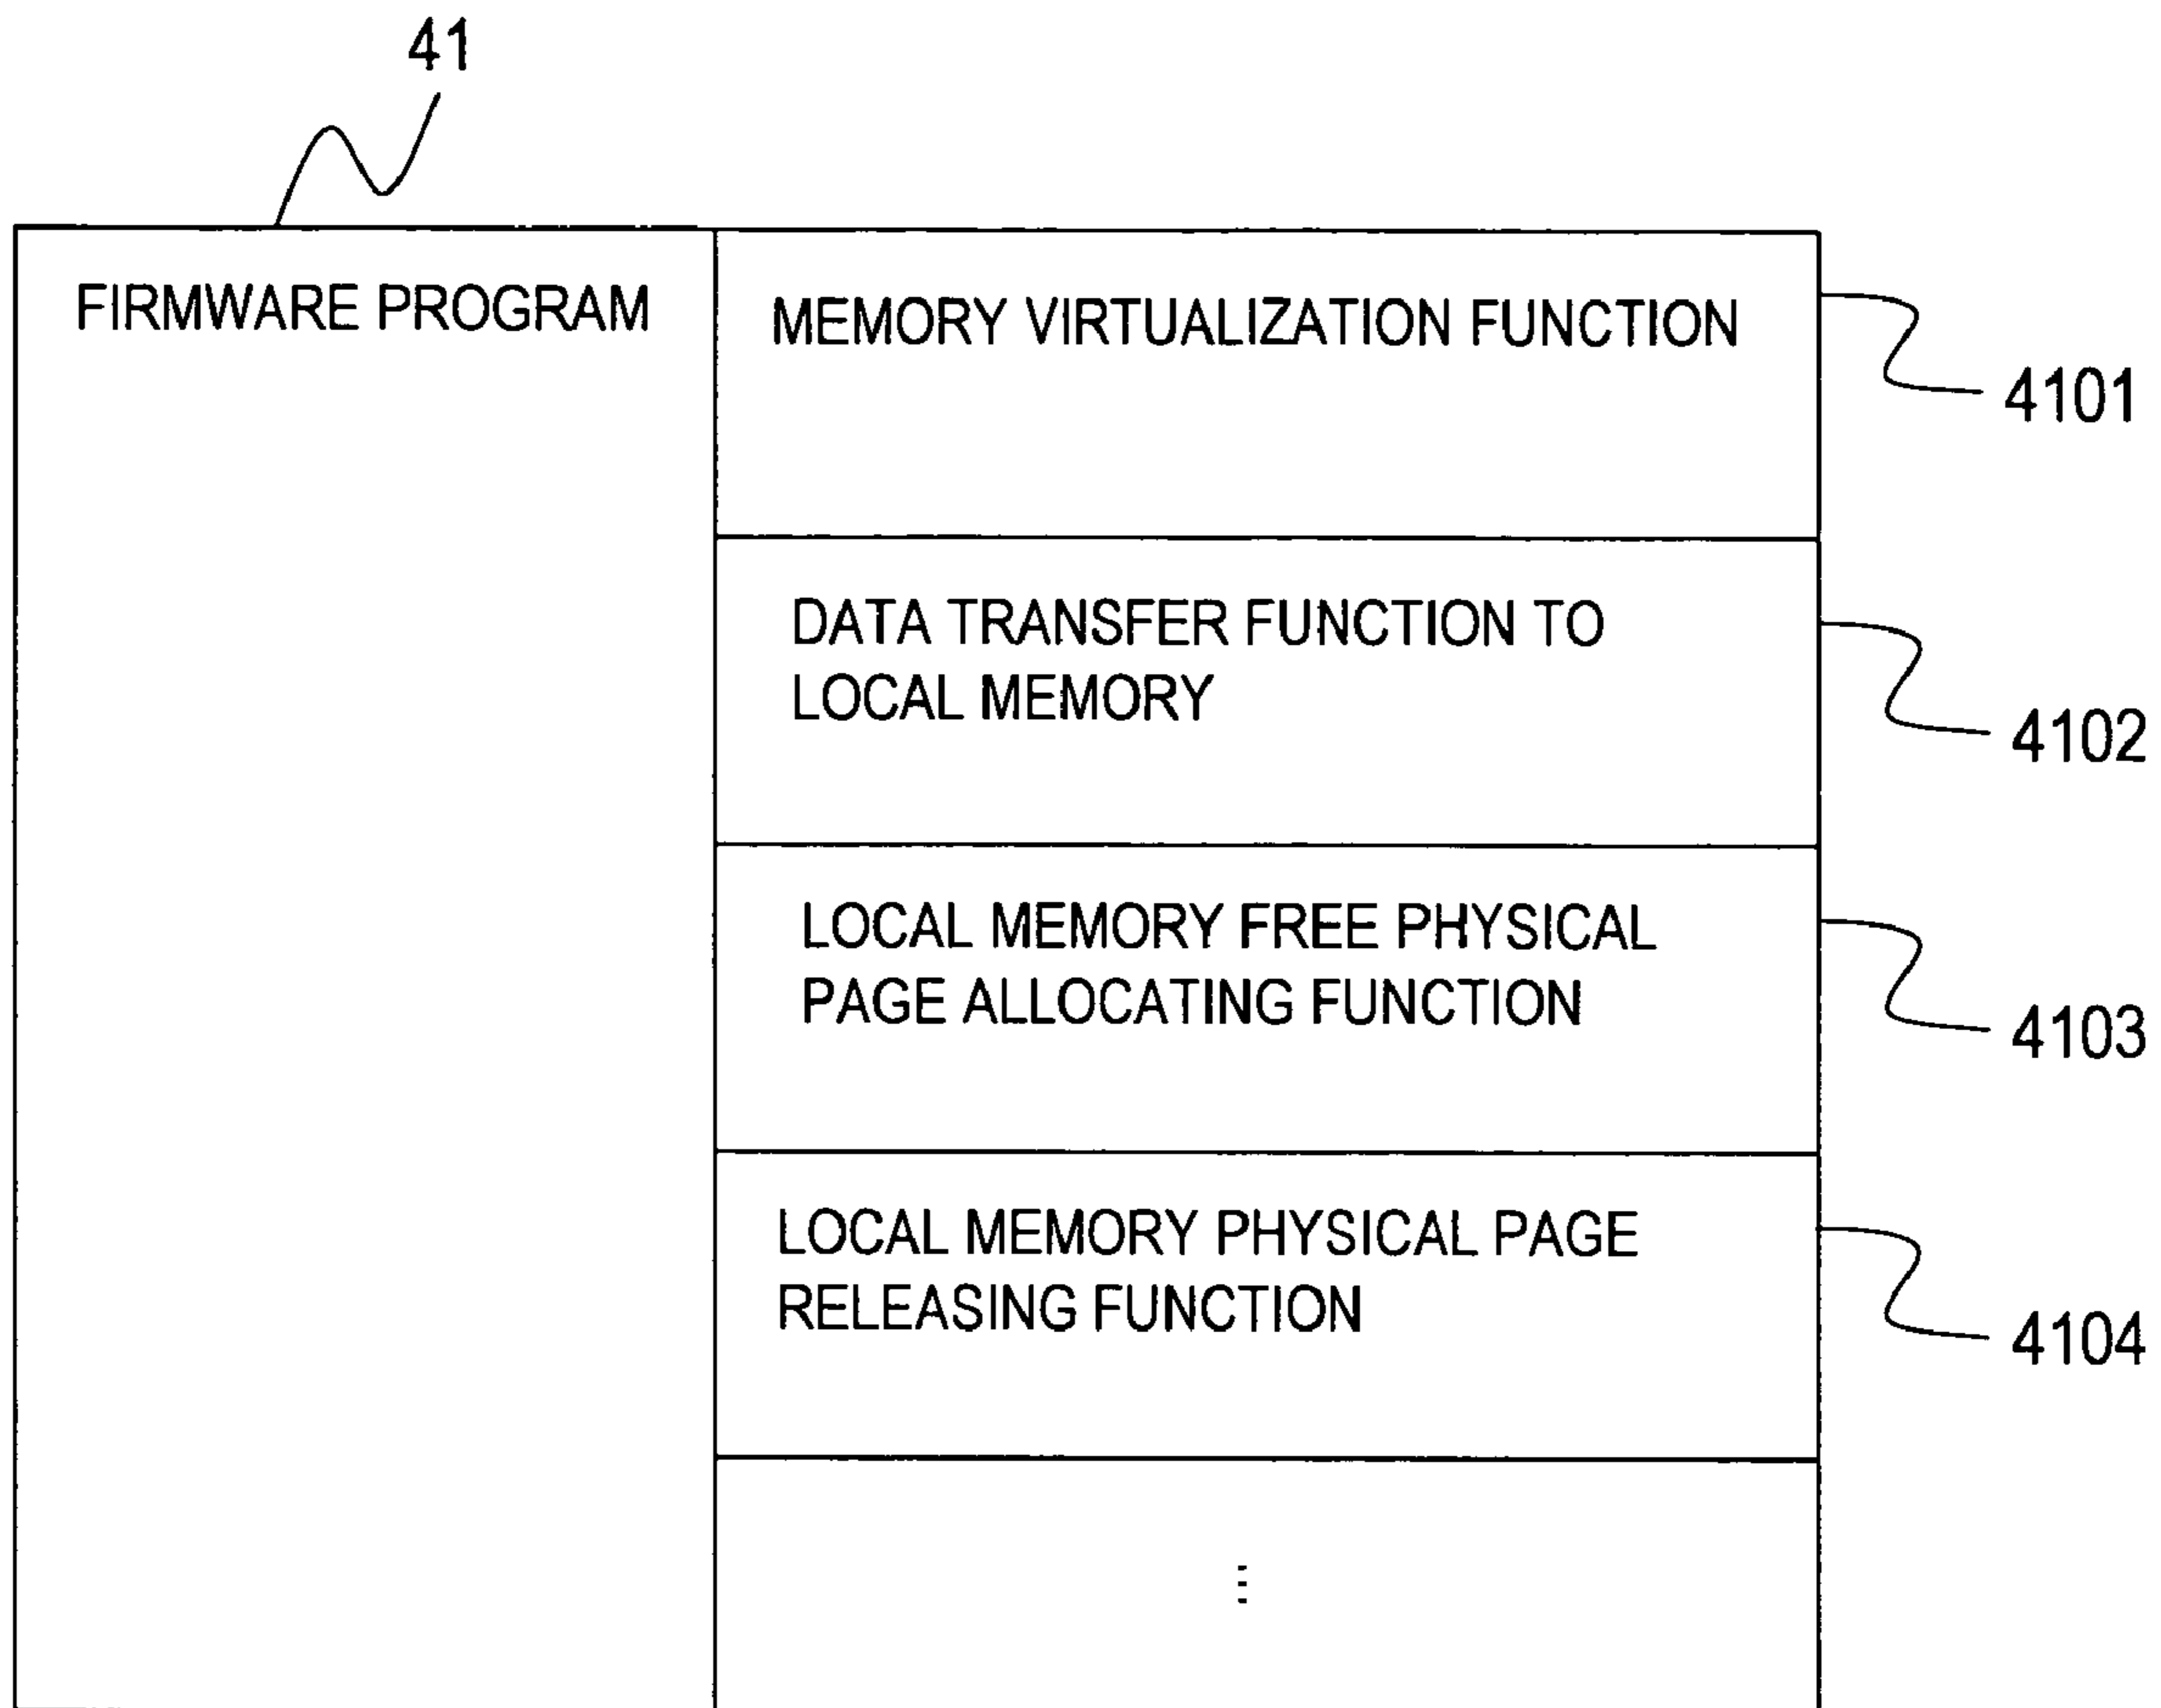 41
FIRMWARE PROGRAM
MEMORY VIRTUALIZATION FUNCTION
4101
DATA TRANSFER FUNCTION TO
LOCAL MEMORY
4102
LOCAL MEMORY FREE PHYSICAL
PAGE ALLOCATING FUNCTION
4103
LOCAL MEMORY PHYSICAL PAGE
RELEASING FUNCTION
4104
⋮